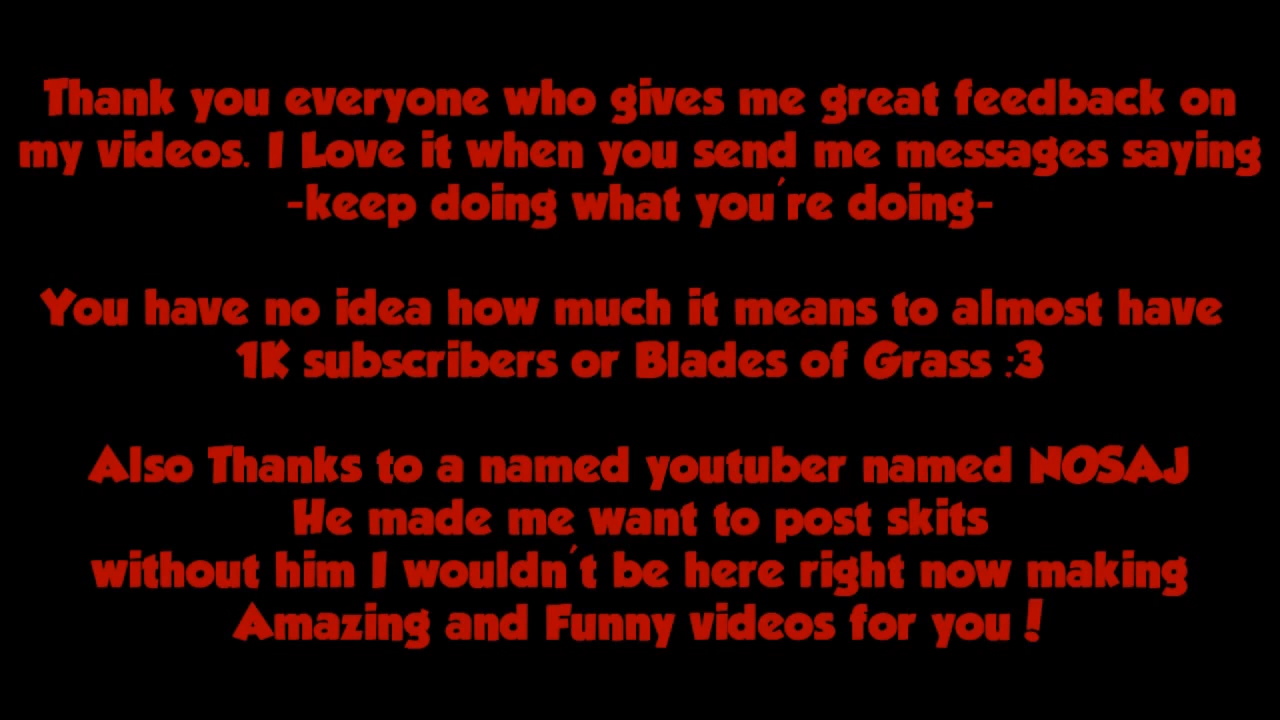 Thank you everyone who gives me great feedback on
my videos. I Love it when you send me messages saying
-keep doing what you're doing-
You have no idea how much it means to almost have
1K subscribers or Blades of Grass :3
Also Thanks to a named youtuber named NOSAJ
He made me want to post skits
without him I wouldn't be here right now making
Amazing and Funny videos for you!